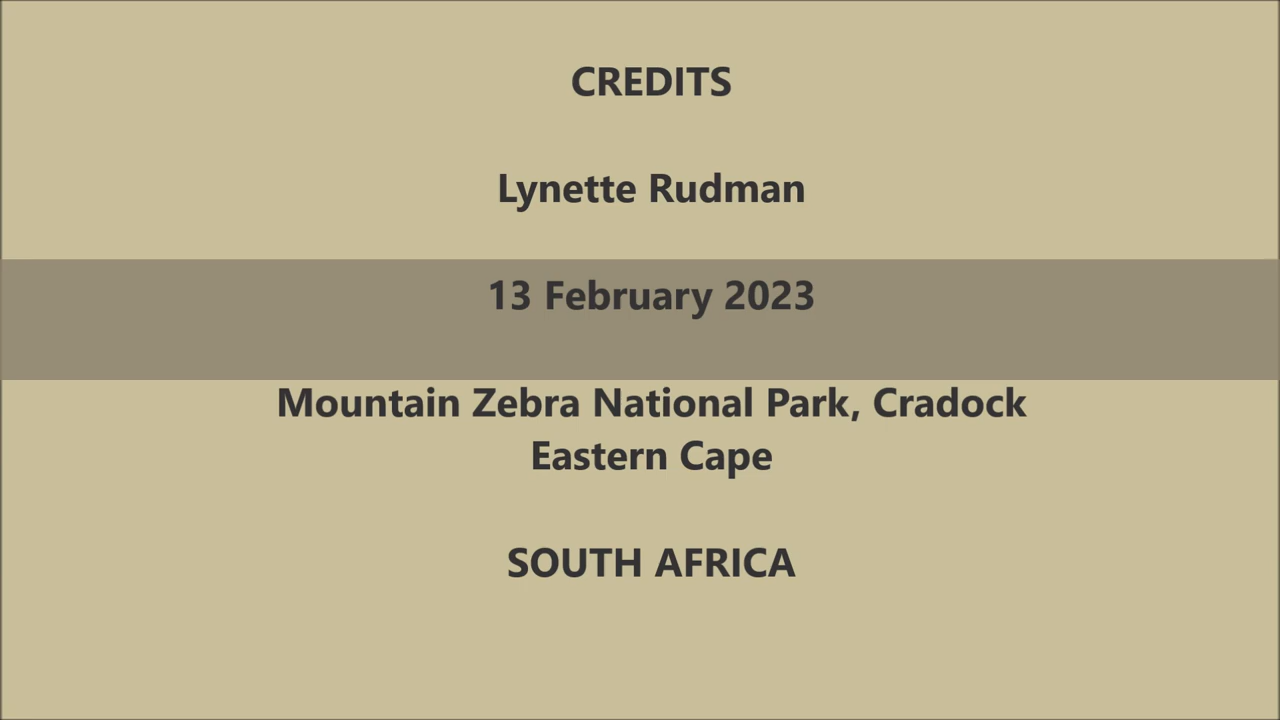 CREDITS
Lynette Rudman
13 February 2023
Mountain Zebra National Park, Cradock
Eastern Cape
SOUTH AFRICA